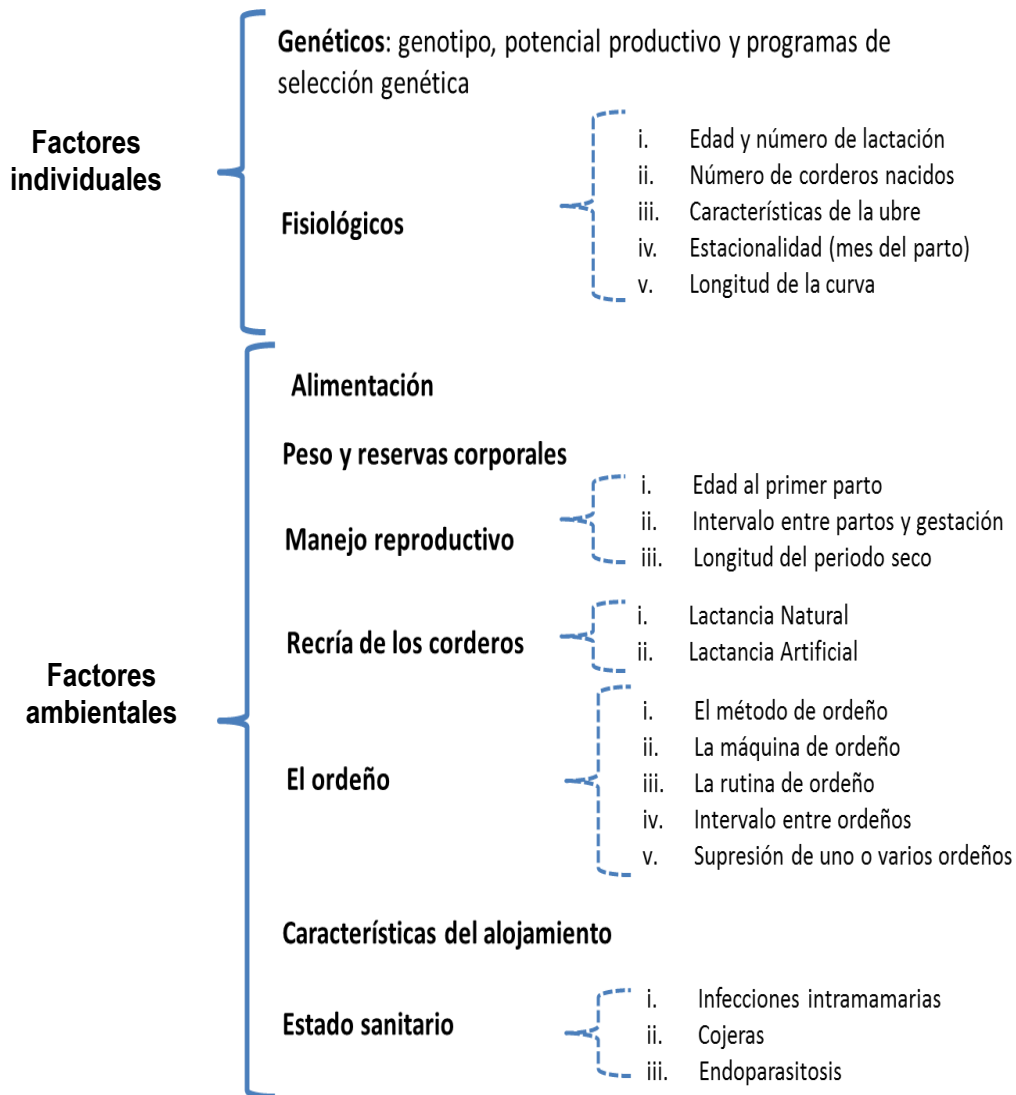 Factores
individuales
Genéticos: genotipo, potencial productivo y programas de
selección genética
Fisiológicos
i. Edad y número de lactación
ii. Número de corderos nacidos
iii. Características de la ubre
iv. Estacionalidad (mes del parto)
v. Longitud de la curva
Factores
ambientales
Alimentación
Peso y reservas corporales
Manejo reproductivo
i. Edad al primer parto
ii. Intervalo entre partos y gestación
iii. Longitud del periodo seco
Recría de los corderos
i. Lactancia Natural
ii. Lactancia Artificial
El ordeño
i. El método de ordeño
ii. La máquina de ordeño
iii. La rutina de ordeño
iv. Intervalo entre ordeños
v. Supresión de uno o varios ordeños
Características del alojamiento
Estado sanitario
i. Infecciones intramamarias
ii. Cojeras
iii. Endoparasitosis